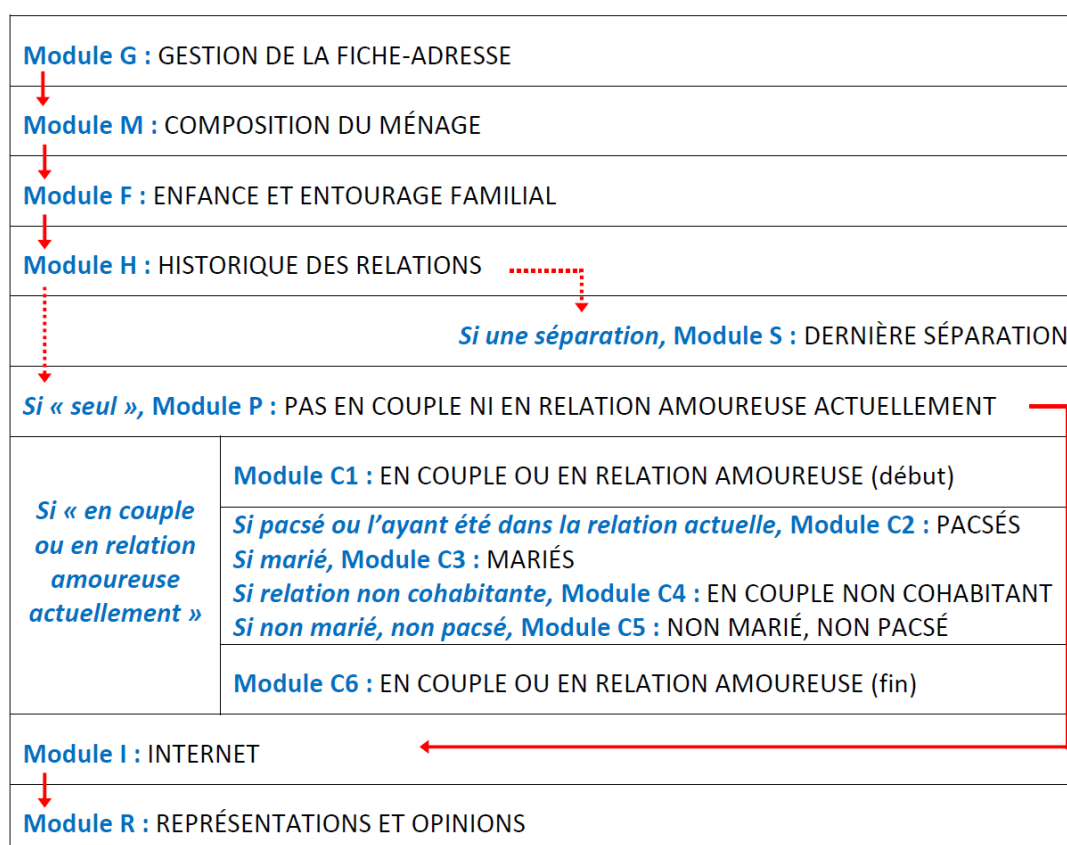 Module G : GESTION DE LA FICHE-ADRESSE
Module M : COMPOSITION DU MÉNAGE
Module F : ENFANCE ET ENTOURAGE FAMILIAL
Module H : HISTORIQUE DES RELATIONS
Si une séparation, Module S : DERNIÈRE SÉPARATION
Si « seul », Module P : PAS EN COUPLE NI EN RELATION AMOUREUSE ACTUELLEMENT
Si « en couple
ou en relation
amoureuse
actuellement »
Module C1 : EN COUPLE OU EN RELATION AMOUREUSE (début)
Si pacsé ou l’ayant été dans la relation actuelle, Module C2 : PACSÉS
Si marié, Module C3 : MARIÉS
Si relation non cohabitante, Module C4 : EN COUPLE NON COHABITANT
Si non marié, non pacsé, Module C5 : NON MARIÉ, NON PACSÉ
Module C6 : EN COUPLE OU EN RELATION AMOUREUSE (fin)
Module I : INTERNET
Module R : REPRÉSENTATIONS ET OPINIONS